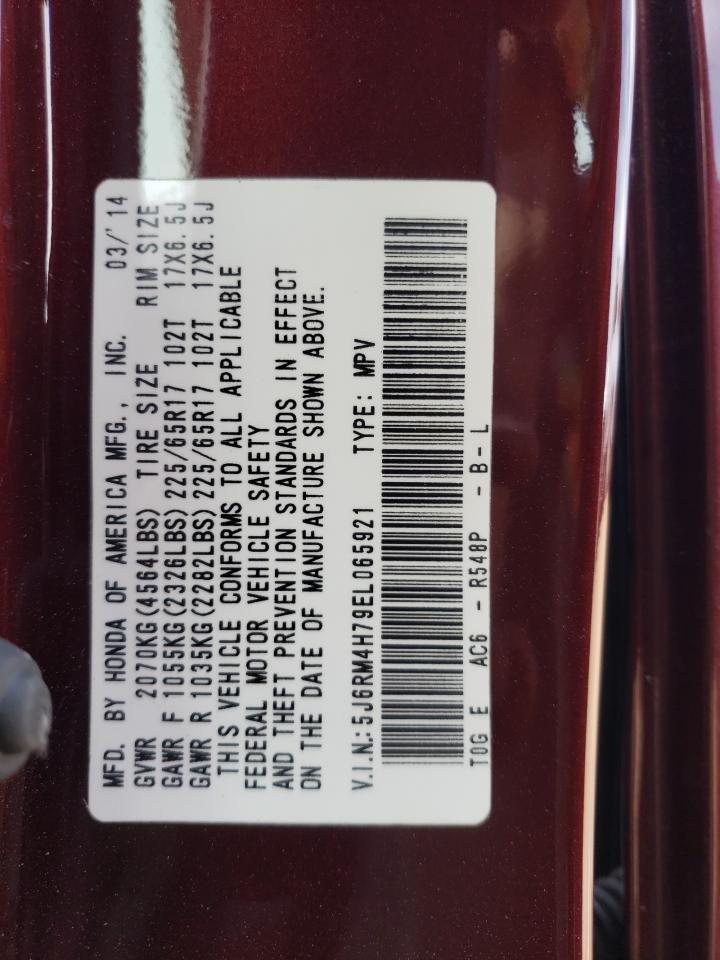 MFD. BY HONDA OF AMERICA MFG., INC. 03/'14
GVWR 2070KG(4564LBS) TIRE SIZE RIM SIZE
GAWR F 1055KG(2326LBS) 225/65R17 102T 17X6.5J
GAWR R 1035KG(2282LBS) 225/65R17 102T 17X6.5J
THIS VEHICLE CONFORMS TO ALL APPLICABLE
FEDERAL MOTOR VEHICLE SAFETY
AND THEFT PREVENTION STANDARDS IN EFFECT
ON THE DATE OF MANUFACTURE SHOWN ABOVE.
V.I.N.:5J6RM4H79EL065921 TYPE: MPV
T0G E AC6 - R548P - B - L